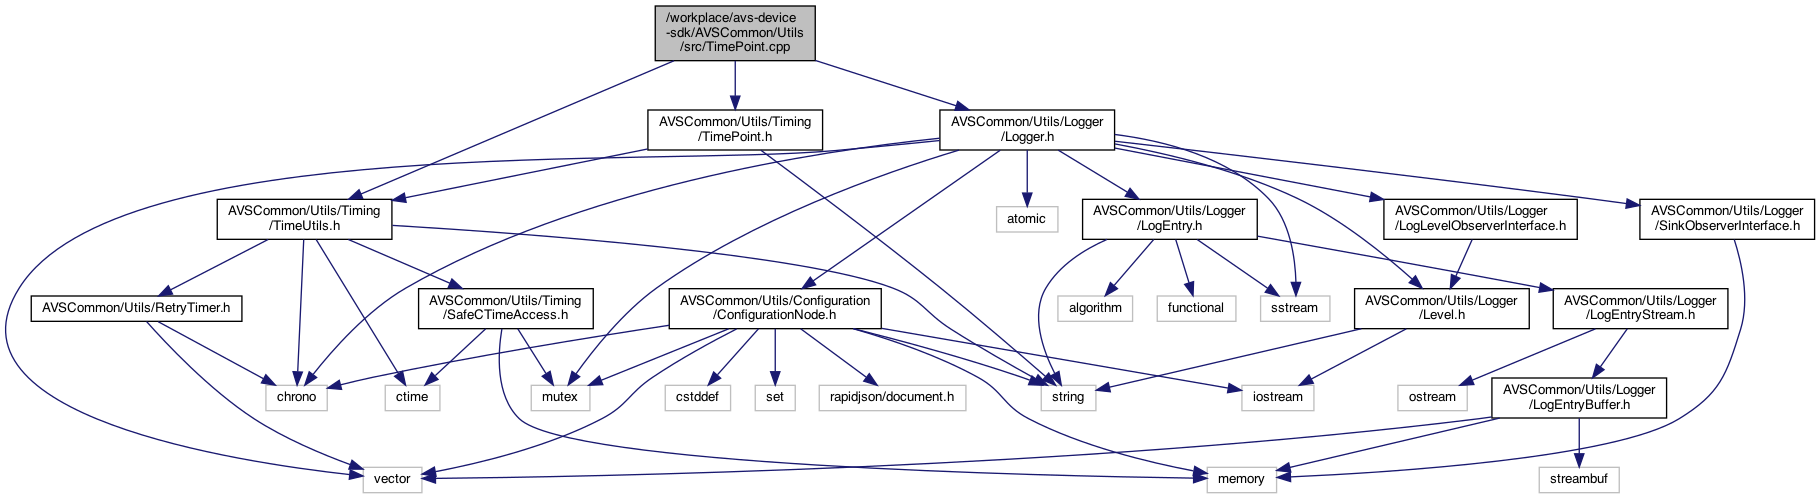 /workplace/avs-device
-sdk/AVSCommon/Utils
/src/TimePoint.cpp
AVSCommon/Utils/Timing
/TimePoint.h
AVSCommon/Utils/Logger
/Logger.h
AVSCommon/Utils/Timing
/TimeUtils.h
atomic
AVSCommon/Utils/Logger
/LogEntry.h
AVSCommon/Utils/Logger
/LogLevelObserverInterface.h
AVSCommon/Utils/Logger
/SinkObserverInterface.h
AVSCommon/Utils/RetryTimer.h
AVSCommon/Utils/Timing
/SafeCTimeAccess.h
AVSCommon/Utils/Configuration
/ConfigurationNode.h
algorithm
functional
sstream
AVSCommon/Utils/Logger
/Level.h
AVSCommon/Utils/Logger
/LogEntryStream.h
chrono
ctime
mutex
cstddef
set
rapidjson/document.h
string
iostream
ostream
AVSCommon/Utils/Logger
/LogEntryBuffer.h
vector
memory
streambuf